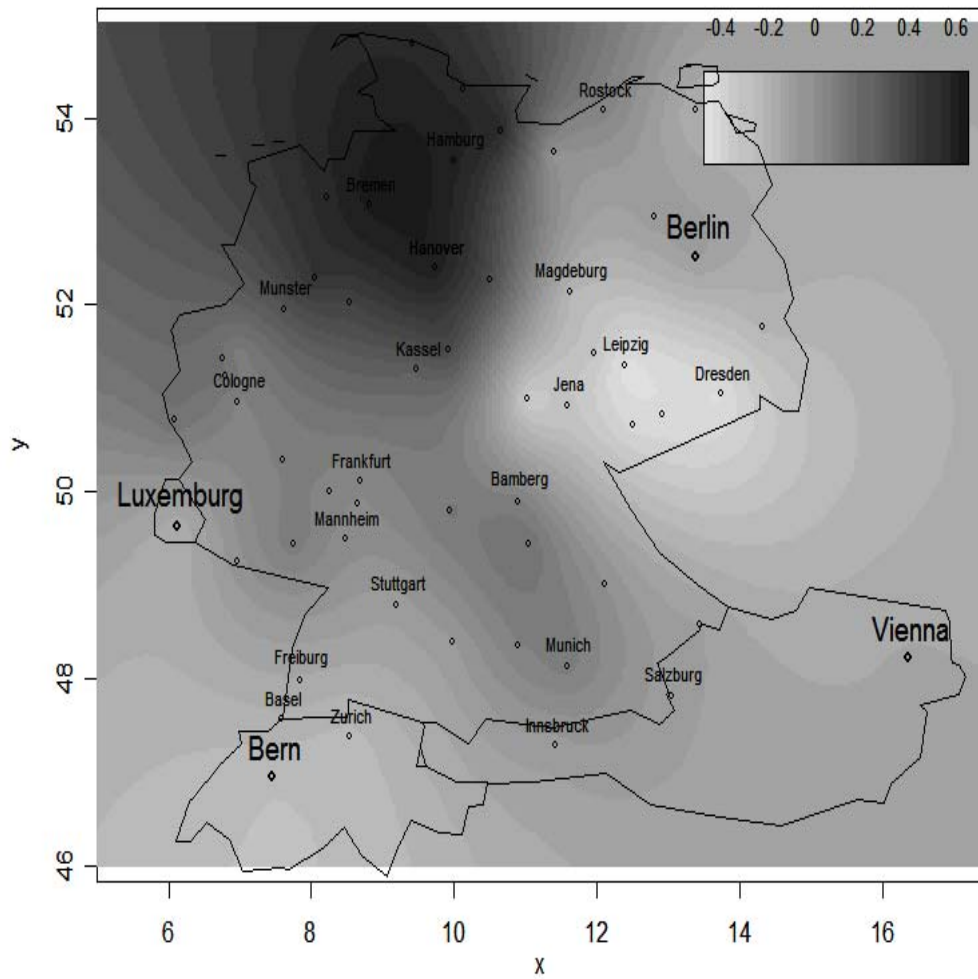 -0.4 -0.2 0 0.2 0.4 0.6
Rostock
54
Hamburg
Bremen
Berlin
Hanover
Magdeburg
52
Munster
Kassel
Leipzig
Cologne
Jena
Dresden
y
Frankfurt
Bamberg
50
Luxemburg
Mannheim
Stuttgart
Vienna
Munich
Freiburg
48
Salzburg
Basel
Zurich
Innsbruck
Bern
46
6 8 10 12 14 16
x